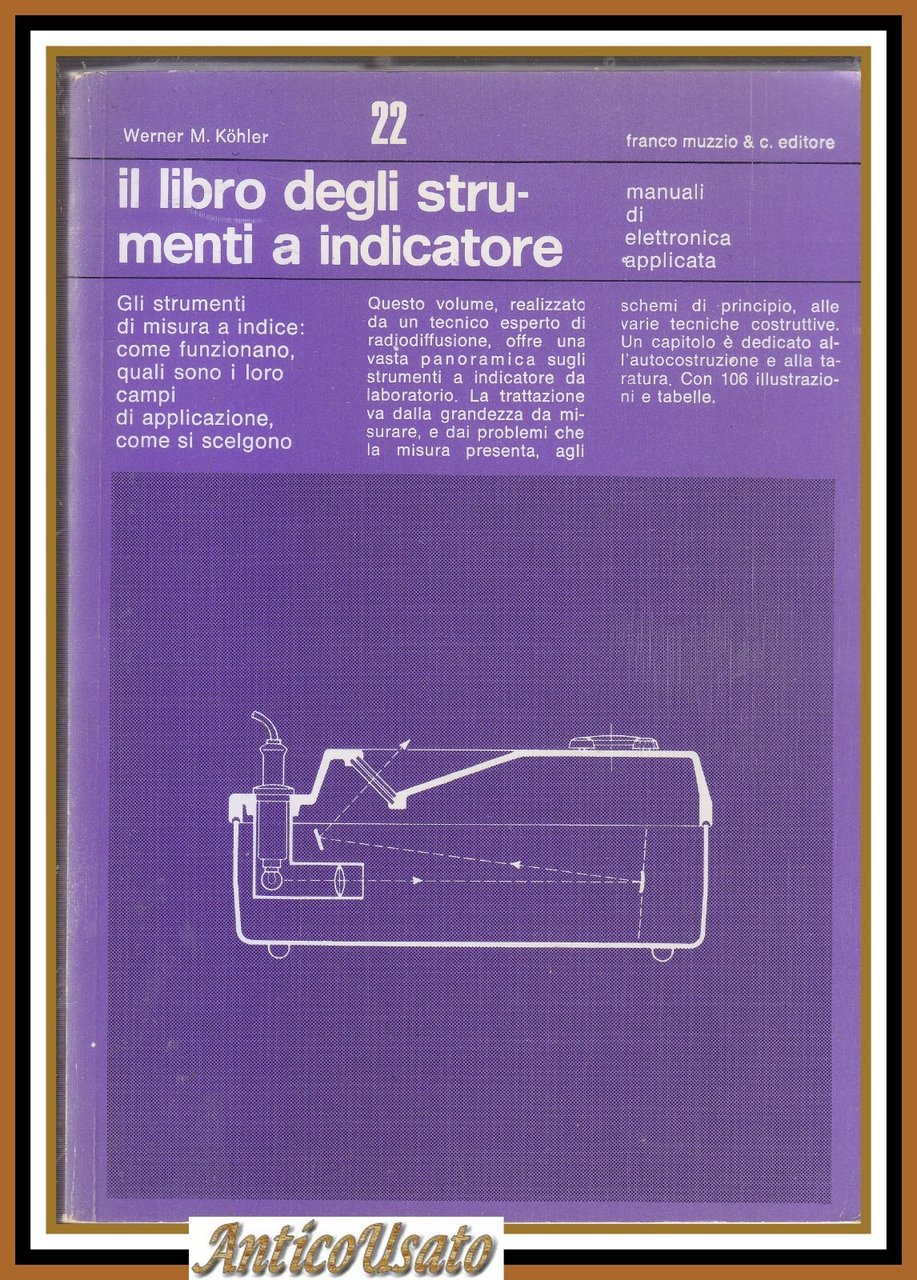 Werner M. Köhler
22
franco muzzio & c. editore
il libro degli stru-
menti a indicatore
manuali
di
elettronica
applicata
Gli strumenti
di misura a indice:
come funzionano,
quali sono i loro
campi
di applicazione,
come si scelgono
Questo volume, realizzato
da un tecnico esperto di
radiodiffusione, offre una
vasta panoramica sugli
strumenti a indicatore da
laboratorio. La trattazione
va dalla grandezza da mi-
surare, e dai problemi che
la misura presenta, agli
schemi di principio, alle
varie tecniche costruttive.
Un capitolo è dedicato al-
l'autocostruzione e alla ta-
ratura. Con 106 illustrazio-
ni e tabelle.
AnticoUsato